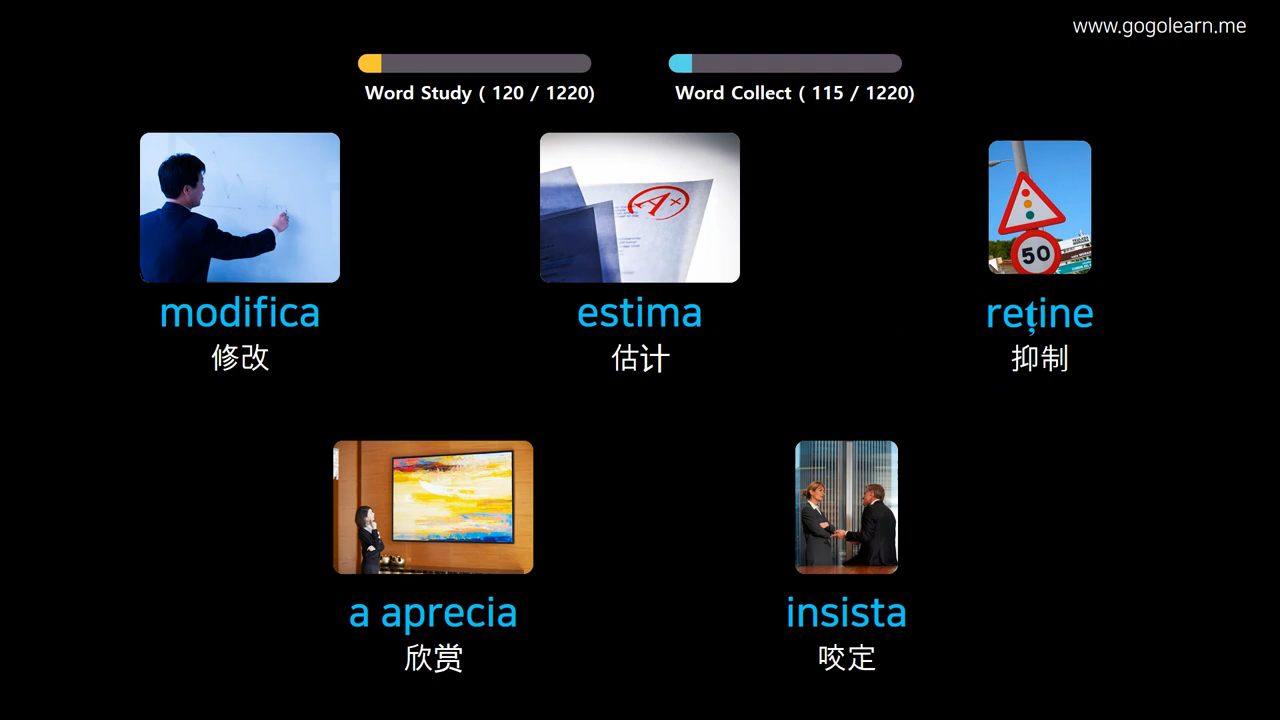 www.gogolearn.me
Word Study ( 120 / 1220)
Word Collect ( 115 / 1220)
A+
50
modifica
estima
reține
修改
估计
抑制
a aprecia
insista
欣赏
咬定